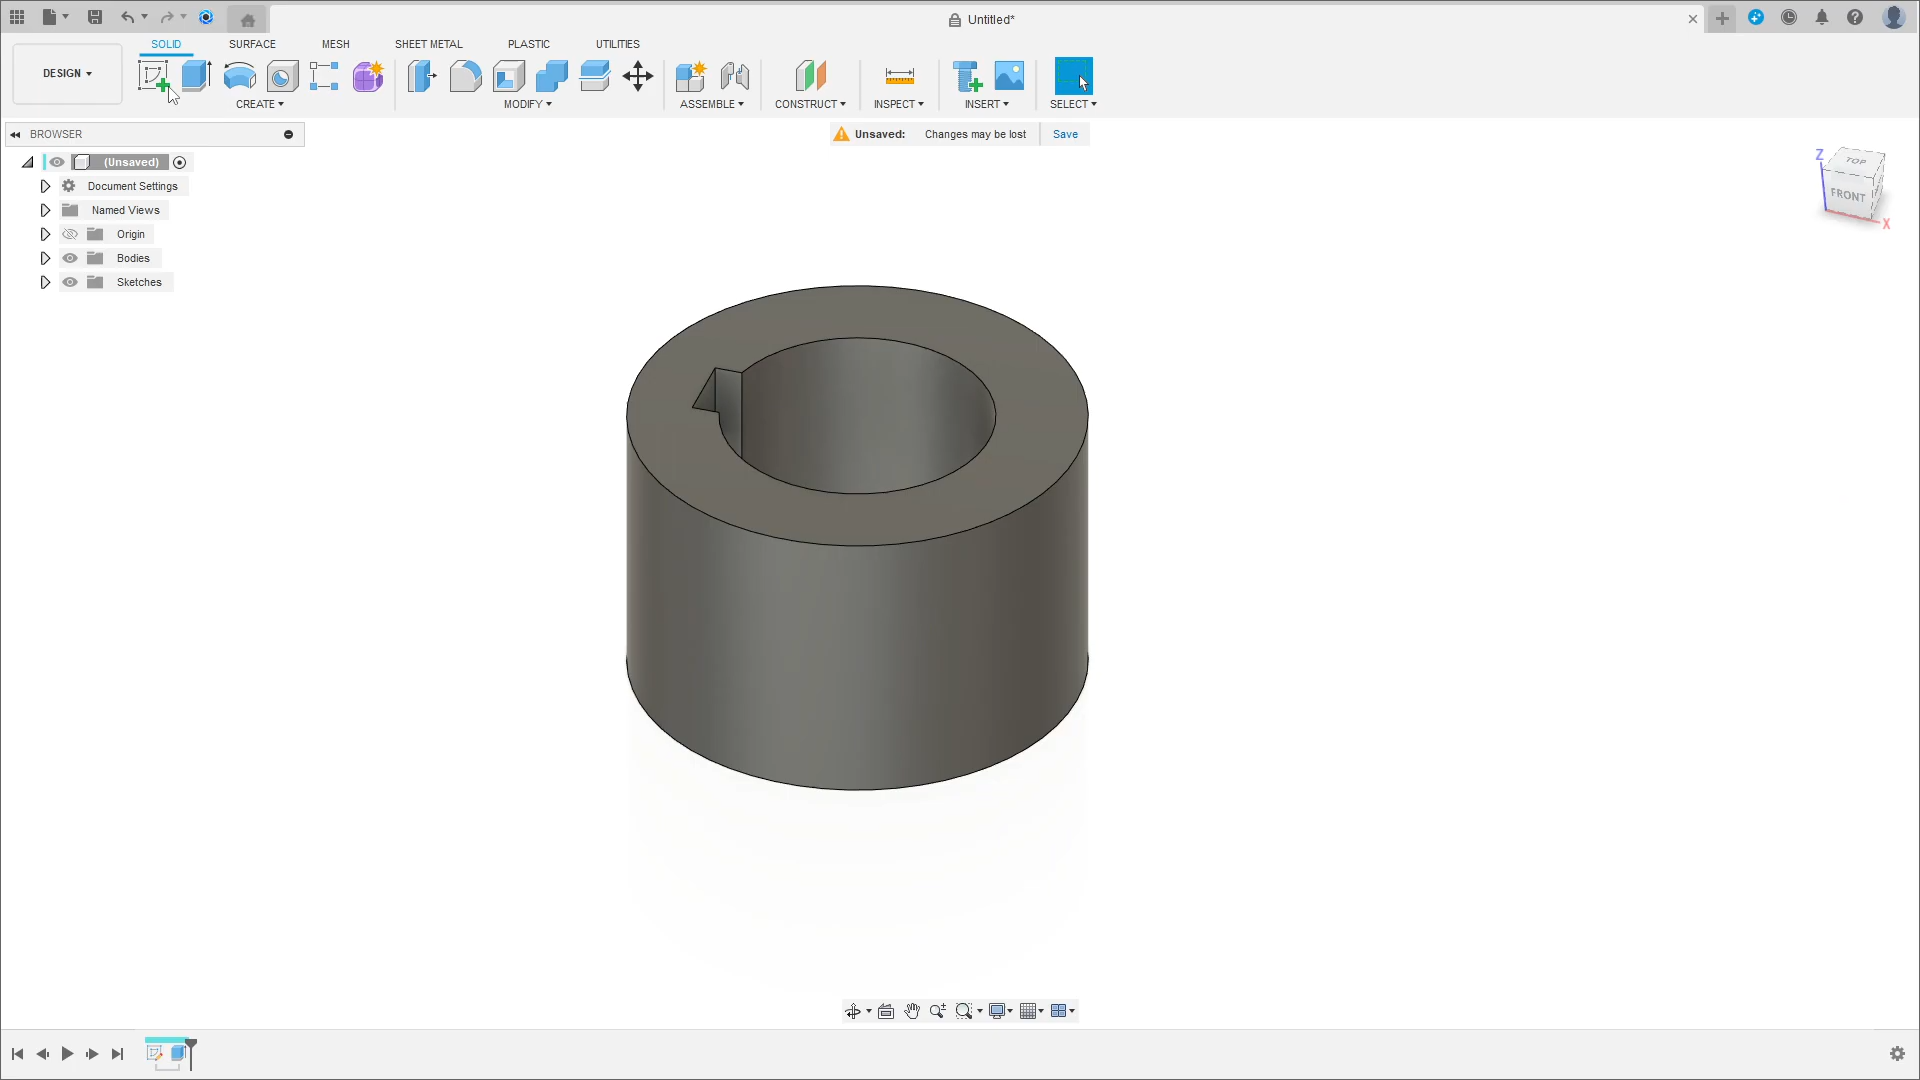 Untitled*
SOLID SURFACE MESH SHEET METAL PLASTIC UTILITIES
DESIGN
CREATE MODIFY ASSEMBLE CONSTRUCT INSPECT INSERT SELECT
BROWSER
Unsaved: Changes may be lost Save
(Unsaved)
Document Settings
Named Views
Origin
Bodies
Sketches
Z
TOP
FRONT
X